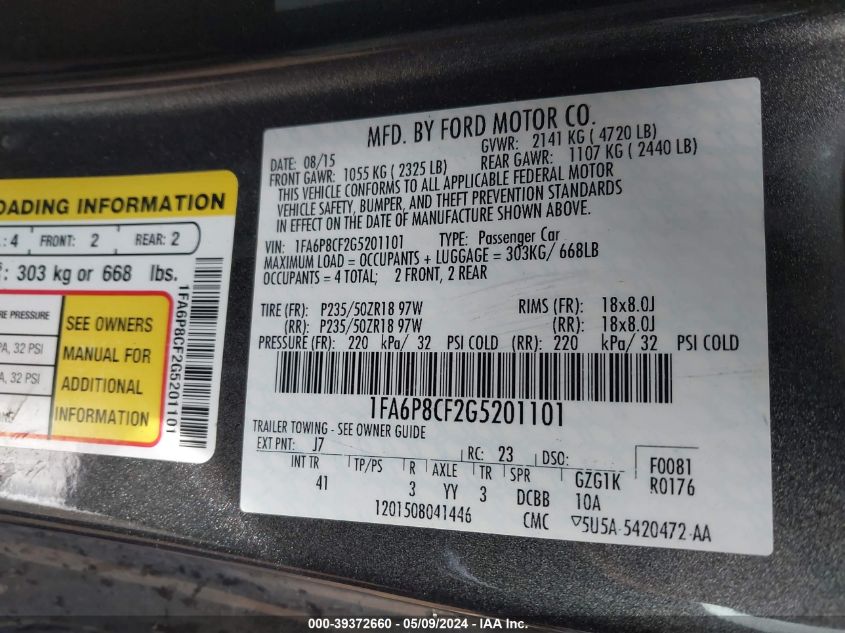 OADING INFORMATION
: 4 FRONT: 2 REAR: 2
: 303 kg or 668 lbs.
PRESSURE
PA, 32 PSI
A, 32 PSI
SEE OWNERS
MANUAL FOR
ADDITIONAL
INFORMATION
1FA6P8CF2G5201101
MFD. BY FORD MOTOR CO.
DATE: 08/15 GVWR: 2141 KG ( 4720 LB)
FRONT GAWR: 1055 KG ( 2325 LB) REAR GAWR: 1107 KG ( 2440 LB)
THIS VEHICLE CONFORMS TO ALL APPLICABLE FEDERAL MOTOR
VEHICLE SAFETY, BUMPER, AND THEFT PREVENTION STANDARDS
IN EFFECT ON THE DATE OF MANUFACTURE SHOWN ABOVE.
VIN: 1FA6P8CF2G5201101 TYPE: Passenger Car
MAXIMUM LOAD = OCCUPANTS + LUGGAGE = 303KG/ 668LB
OCCUPANTS = 4 TOTAL; 2 FRONT, 2 REAR
TIRE (FR): P235/50ZR18 97W RIMS (FR): 18x8.0J
(RR): P235/50ZR18 97W (RR): 18x8.0J
PRESSURE (FR): 220 kPa/ 32 PSI COLD (RR): 220 kPa/ 32 PSI COLD
1FA6P8CF2G5201101
TRAILER TOWING - SEE OWNER GUIDE
EXT PNT: J7 RC: 23 DSO: F0081
INT TR TP/PS R AXLE TR SPR GZG1K R0176
41 3 YY 3 DCBB 10A
1201508041446 CMC ▽5U5A-5420472-AA
000-39372660 - 05/09/2024 - IAA